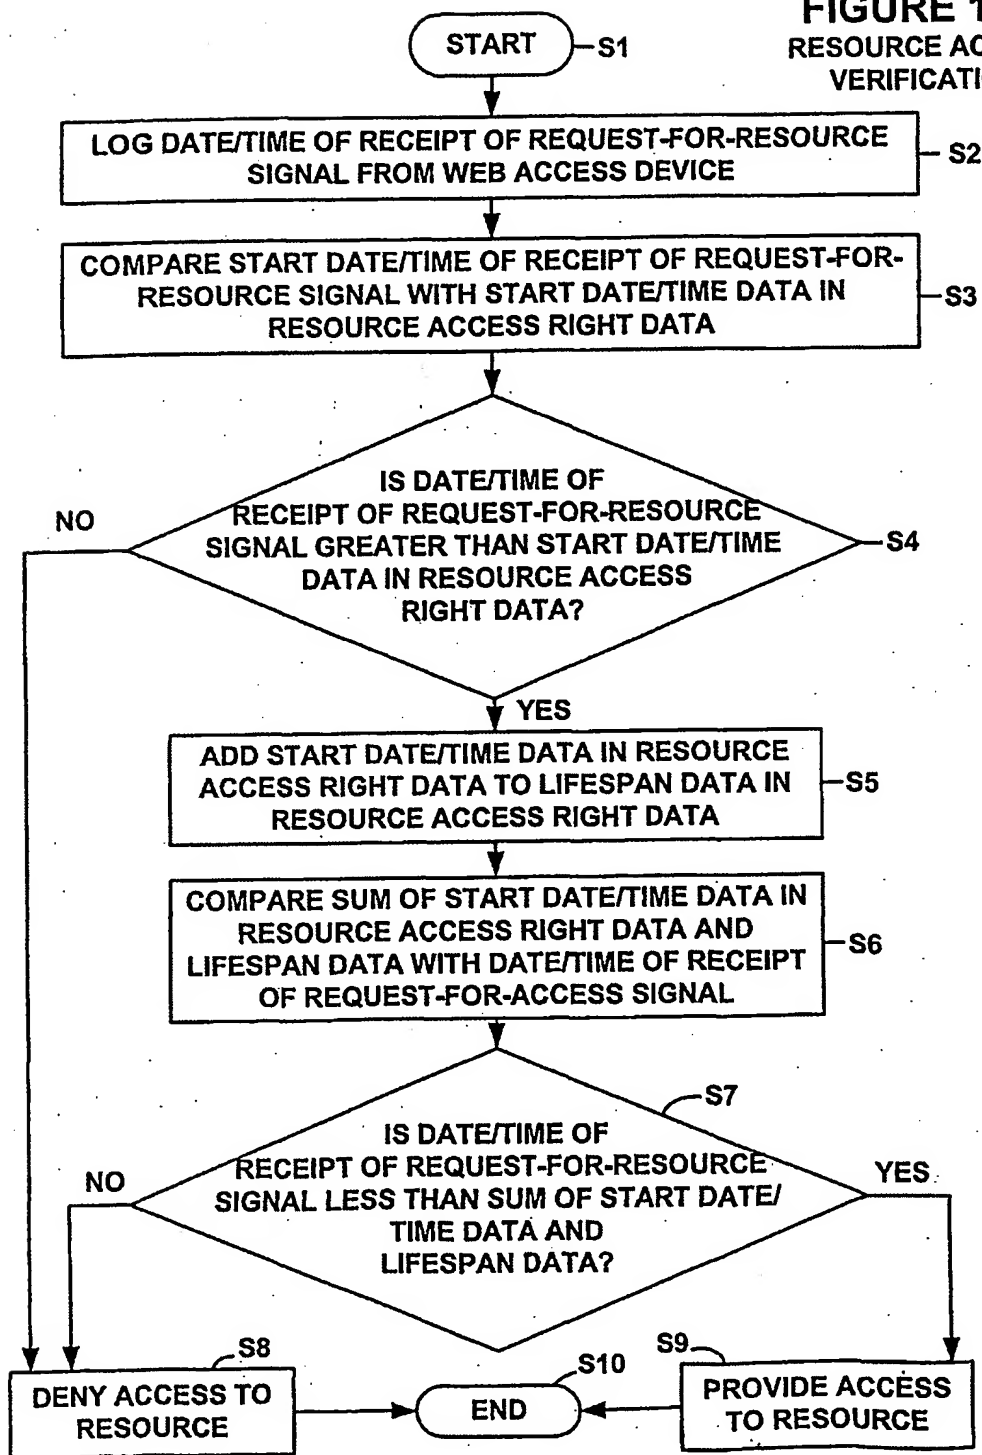 FIGURE 1
RESOURCE AC
VERIFICATI
START
S1
LOG DATE/TIME OF RECEIPT OF REQUEST-FOR-RESOURCE
SIGNAL FROM WEB ACCESS DEVICE
S2
COMPARE START DATE/TIME OF RECEIPT OF REQUEST-FOR-
RESOURCE SIGNAL WITH START DATE/TIME DATA IN
RESOURCE ACCESS RIGHT DATA
S3
IS DATE/TIME OF
RECEIPT OF REQUEST-FOR-RESOURCE
SIGNAL GREATER THAN START DATE/TIME
DATA IN RESOURCE ACCESS
RIGHT DATA?
NO
S4
YES
ADD START DATE/TIME DATA IN RESOURCE
ACCESS RIGHT DATA TO LIFESPAN DATA IN
RESOURCE ACCESS RIGHT DATA
S5
COMPARE SUM OF START DATE/TIME DATA IN
RESOURCE ACCESS RIGHT DATA AND
LIFESPAN DATA WITH DATE/TIME OF RECEIPT
OF REQUEST-FOR-ACCESS SIGNAL
S6
S7
IS DATE/TIME OF
RECEIPT OF REQUEST-FOR-RESOURCE
SIGNAL LESS THAN SUM OF START DATE/
TIME DATA AND
LIFESPAN DATA?
NO
YES
S8
DENY ACCESS TO
RESOURCE
S10
END
S9
PROVIDE ACCESS
TO RESOURCE